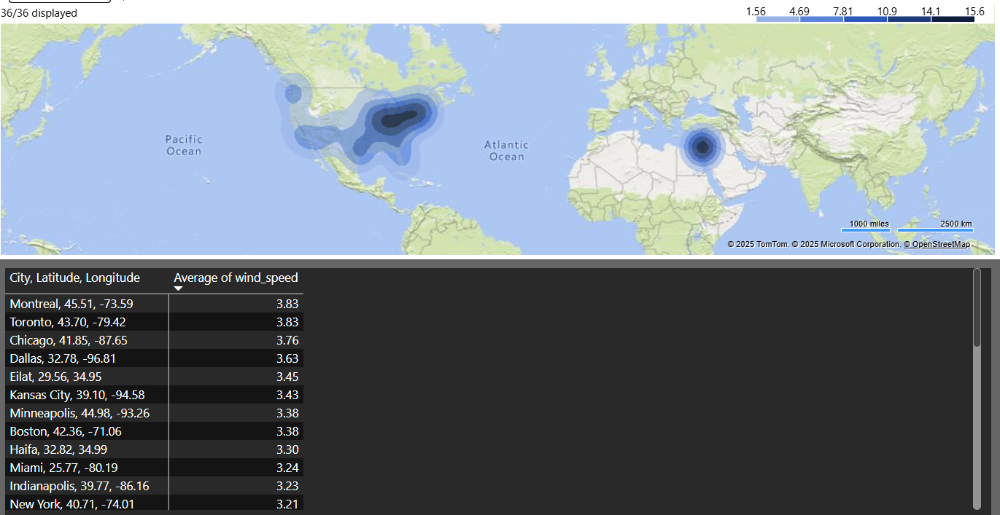 36/36 displayed
1.56 4.69 7.81 10.9 14.1 15.6
Pacific
Ocean
Atlantic
Ocean
1000 miles 2500 km
© 2025 TomTom, © 2025 Microsoft Corporation, © OpenStreetMap
City, Latitude, Longitude Average of wind_speed
Montreal, 45.51, -73.59 3.83
Toronto, 43.70, -79.42 3.83
Chicago, 41.85, -87.65 3.76
Dallas, 32.78, -96.81 3.63
Eilat, 29.56, 34.95 3.45
Kansas City, 39.10, -94.58 3.43
Minneapolis, 44.98, -93.26 3.38
Boston, 42.36, -71.06 3.38
Haifa, 32.82, 34.99 3.30
Miami, 25.77, -80.19 3.24
Indianapolis, 39.77, -86.16 3.23
New York, 40.71, -74.01 3.21